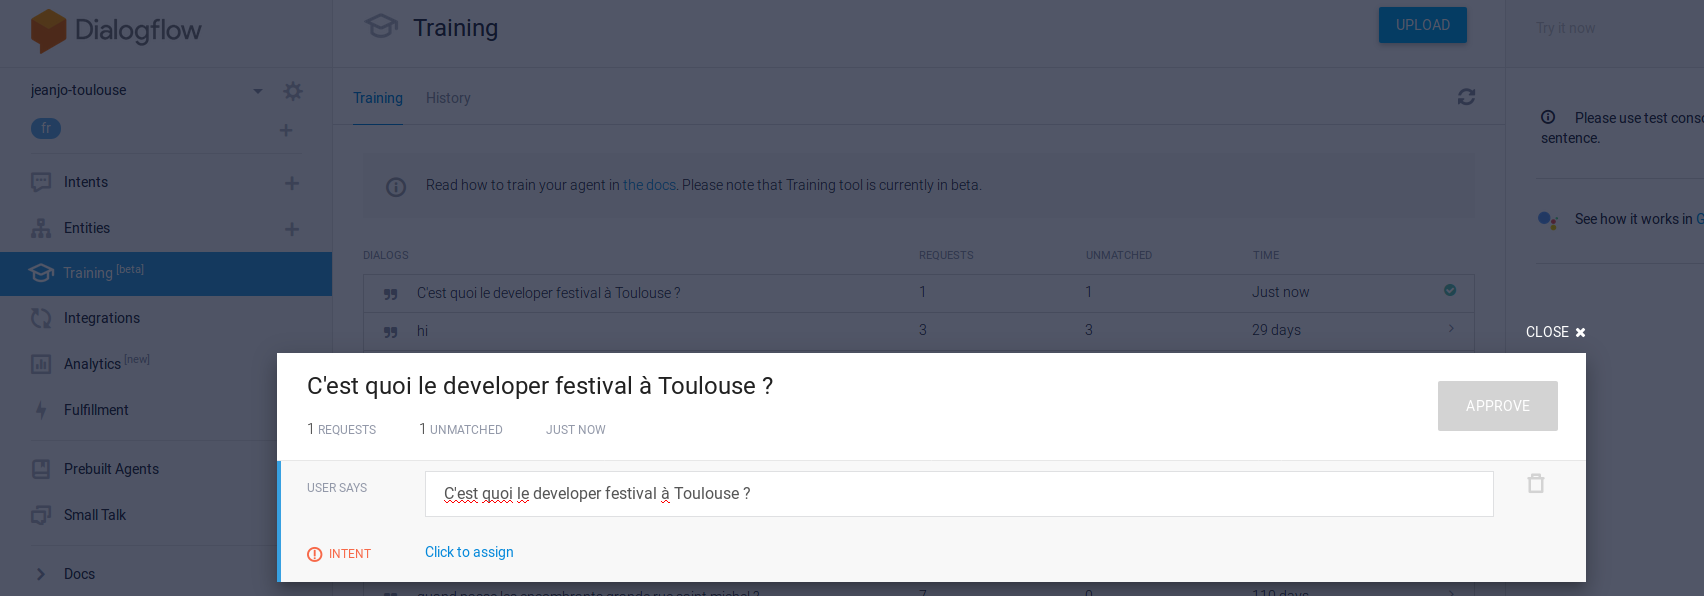 Dialogflow
Training
UPLOAD
Try it now
jeanjo-toulouse
fr
Training
History
Please use test
sentence.
Intents
Read how to train your agent in the docs. Please note that Training tool is currently in beta.
See how it works in
Entities
DIALOGS REQUESTS UNMATCHED TIME
Training [beta]
C'est quoi le developer festival à Toulouse ? 1 1 Just now
Integrations
hi 3 3 29 days
CLOSE
Analytics [new]
C'est quoi le developer festival à Toulouse ?
APPROVE
Fulfillment
1 REQUESTS 1 UNMATCHED JUST NOW
Prebuilt Agents
USER SAYS C'est quoi le developer festival à Toulouse ?
Small Talk
INTENT Click to assign
Docs